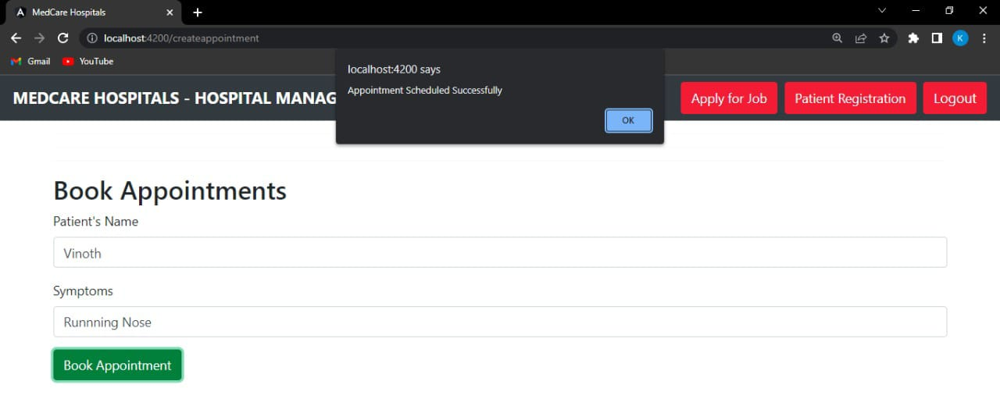 MedCare Hospitals
localhost:4200/createappointment
K
Gmail
YouTube
localhost:4200 says
Appointment Scheduled Successfully
OK
MEDCARE HOSPITALS - HOSPITAL MANAG
Apply for Job
Patient Registration
Logout
Book Appointments
Patient's Name
Vinoth
Symptoms
Runnning Nose
Book Appointment